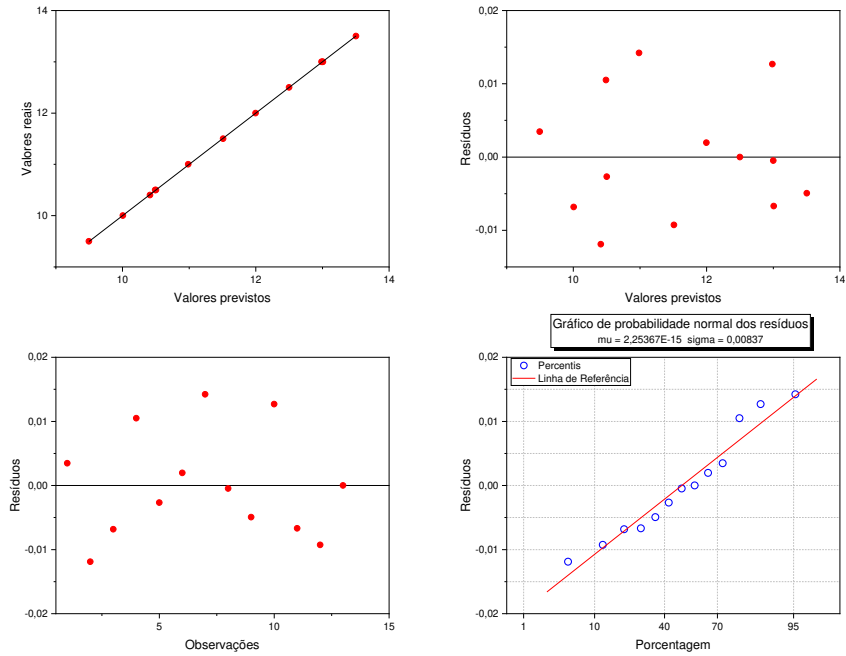 14
12
10
Valores reais
10
12
14
Valores previstos
0,01
0,00
-0,01
Resíduos
10
12
14
Valores previstos
0,02
0,01
0,00
-0,01
-0,02
Resíduos
5
10
15
Observações
Gráfico de probabilidade normal dos resíduos
mu = 2,25367E-15 sigma = 0,00837
Percentis
Linha de Referência
0,02
0,01
0,00
-0,01
-0,02
Resíduos
1
10
40
70
95
Porcentagem